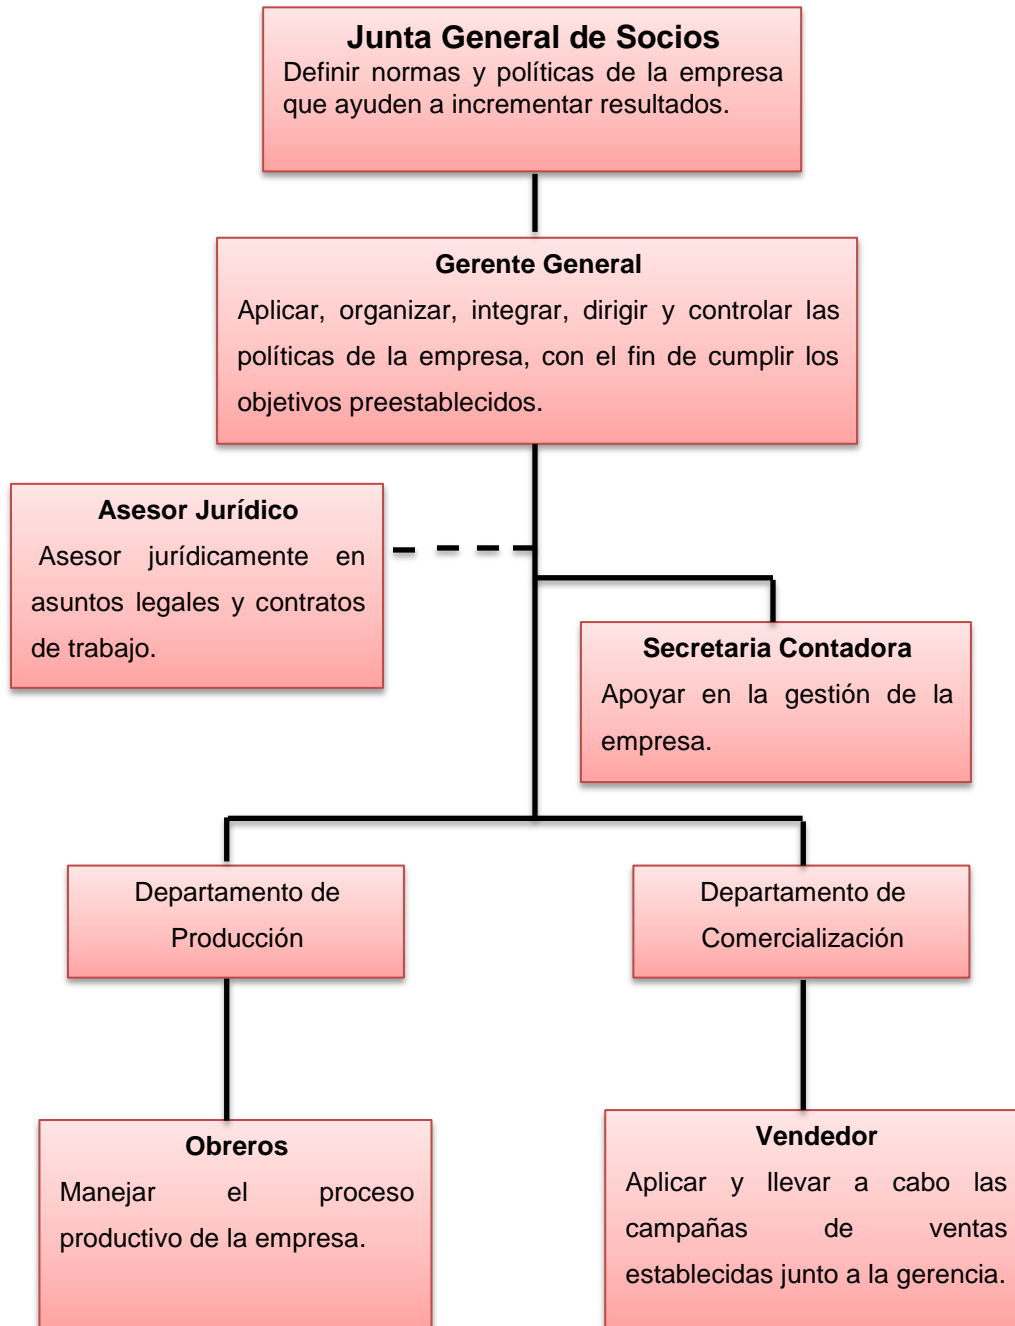 Junta General de Socios
Definir normas y políticas de la empresa
que ayuden a incrementar resultados.
Gerente General
Aplicar, organizar, integrar, dirigir y controlar las
políticas de la empresa, con el fin de cumplir los
objetivos preestablecidos.
Asesor Jurídico
Asesor jurídicamente en
asuntos legales y contratos
de trabajo.
Secretaria Contadora
Apoyar en la gestión de la
empresa.
Departamento de
Producción
Departamento de
Comercialización
Obreros
Manejar el proceso
productivo de la empresa.
Vendedor
Aplicar y llevar a cabo las
campañas de ventas
establecidas junto a la gerencia.